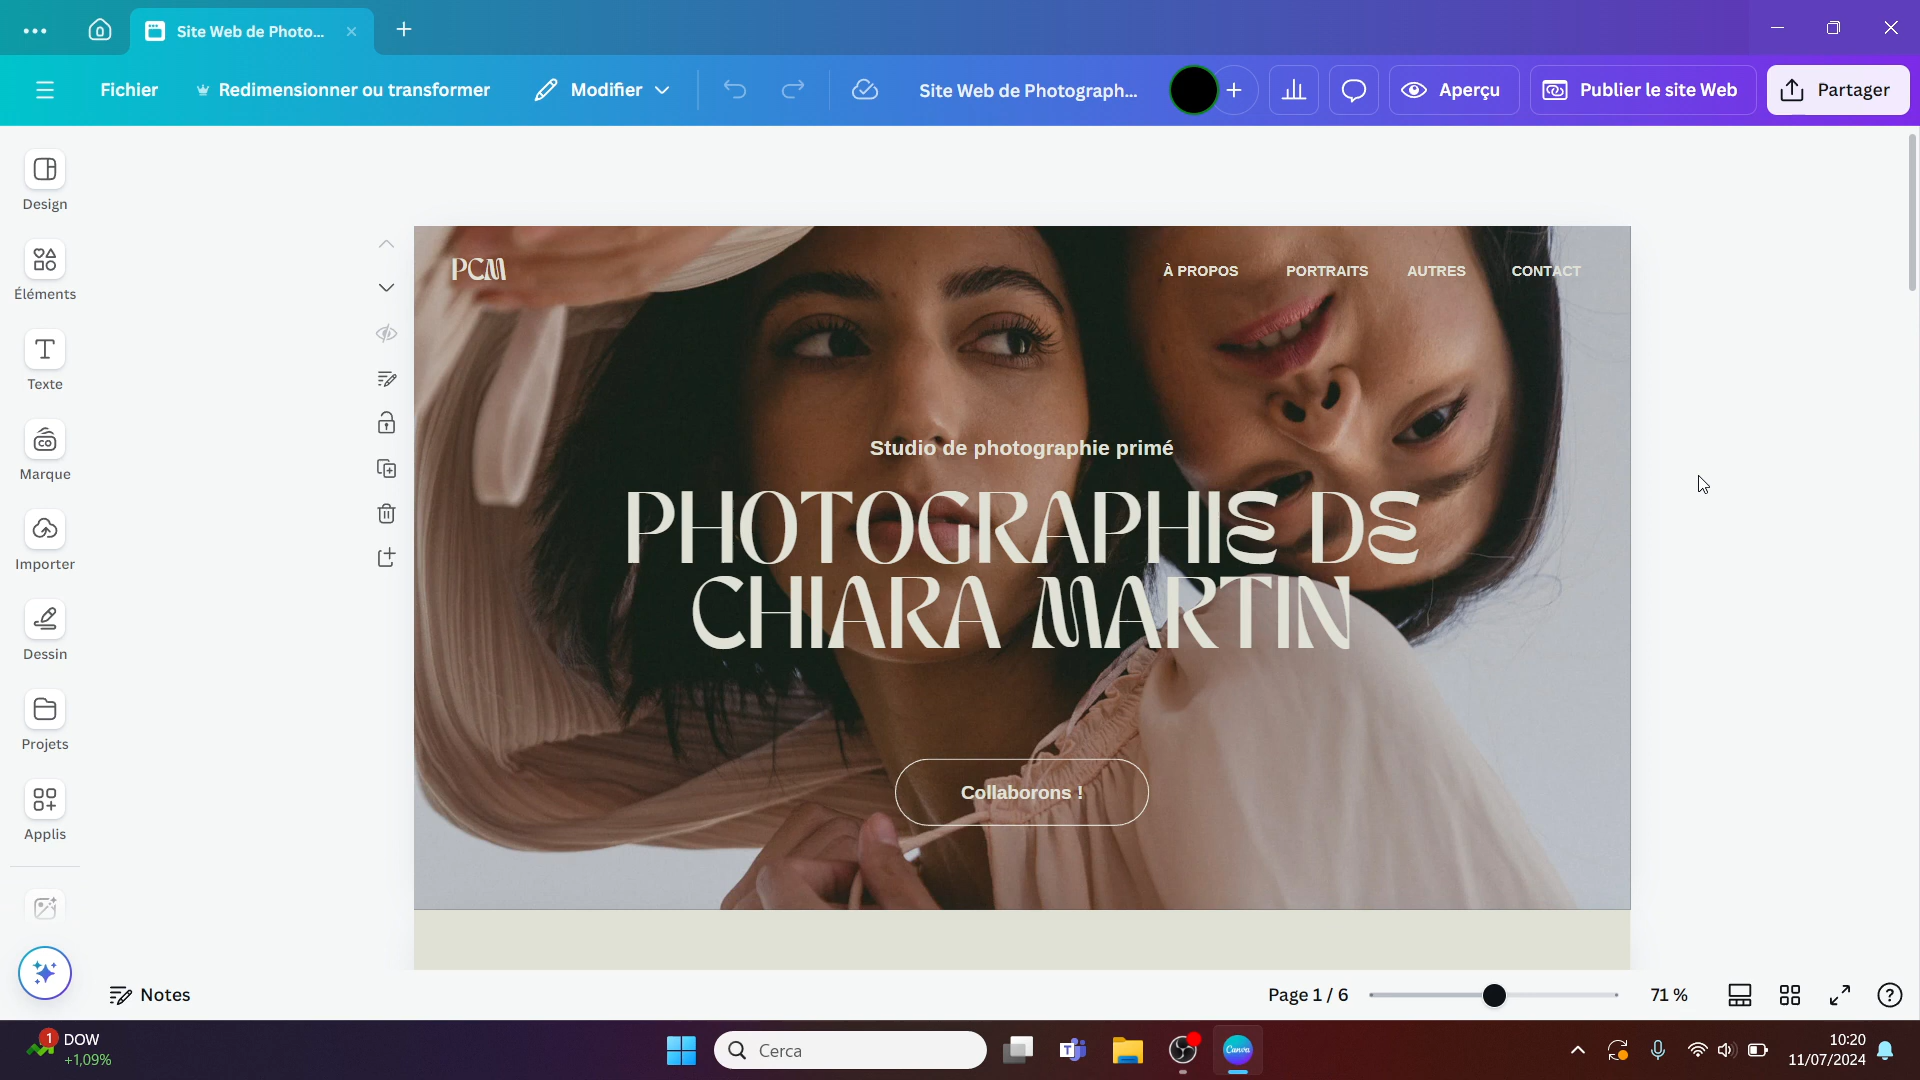 Site Web de Photo...
Fichier
Redimensionner ou transformer
Modifier
Site Web de Photograph...
Aperçu
Publier le site Web
Partager
Design
Éléments
Texte
Marque
Importer
Dessin
Projets
Applis
PCM
À PROPOS
PORTRAITS
AUTRES
CONTACT
Studio de photographie primé
PHOTOGRAPHIE DE
CHIARA MARTIN
Collaborons !
Notes
Page 1 / 6
71 %
1
DOW
+1,09%
Cerca
Canva
10:20
11/07/2024